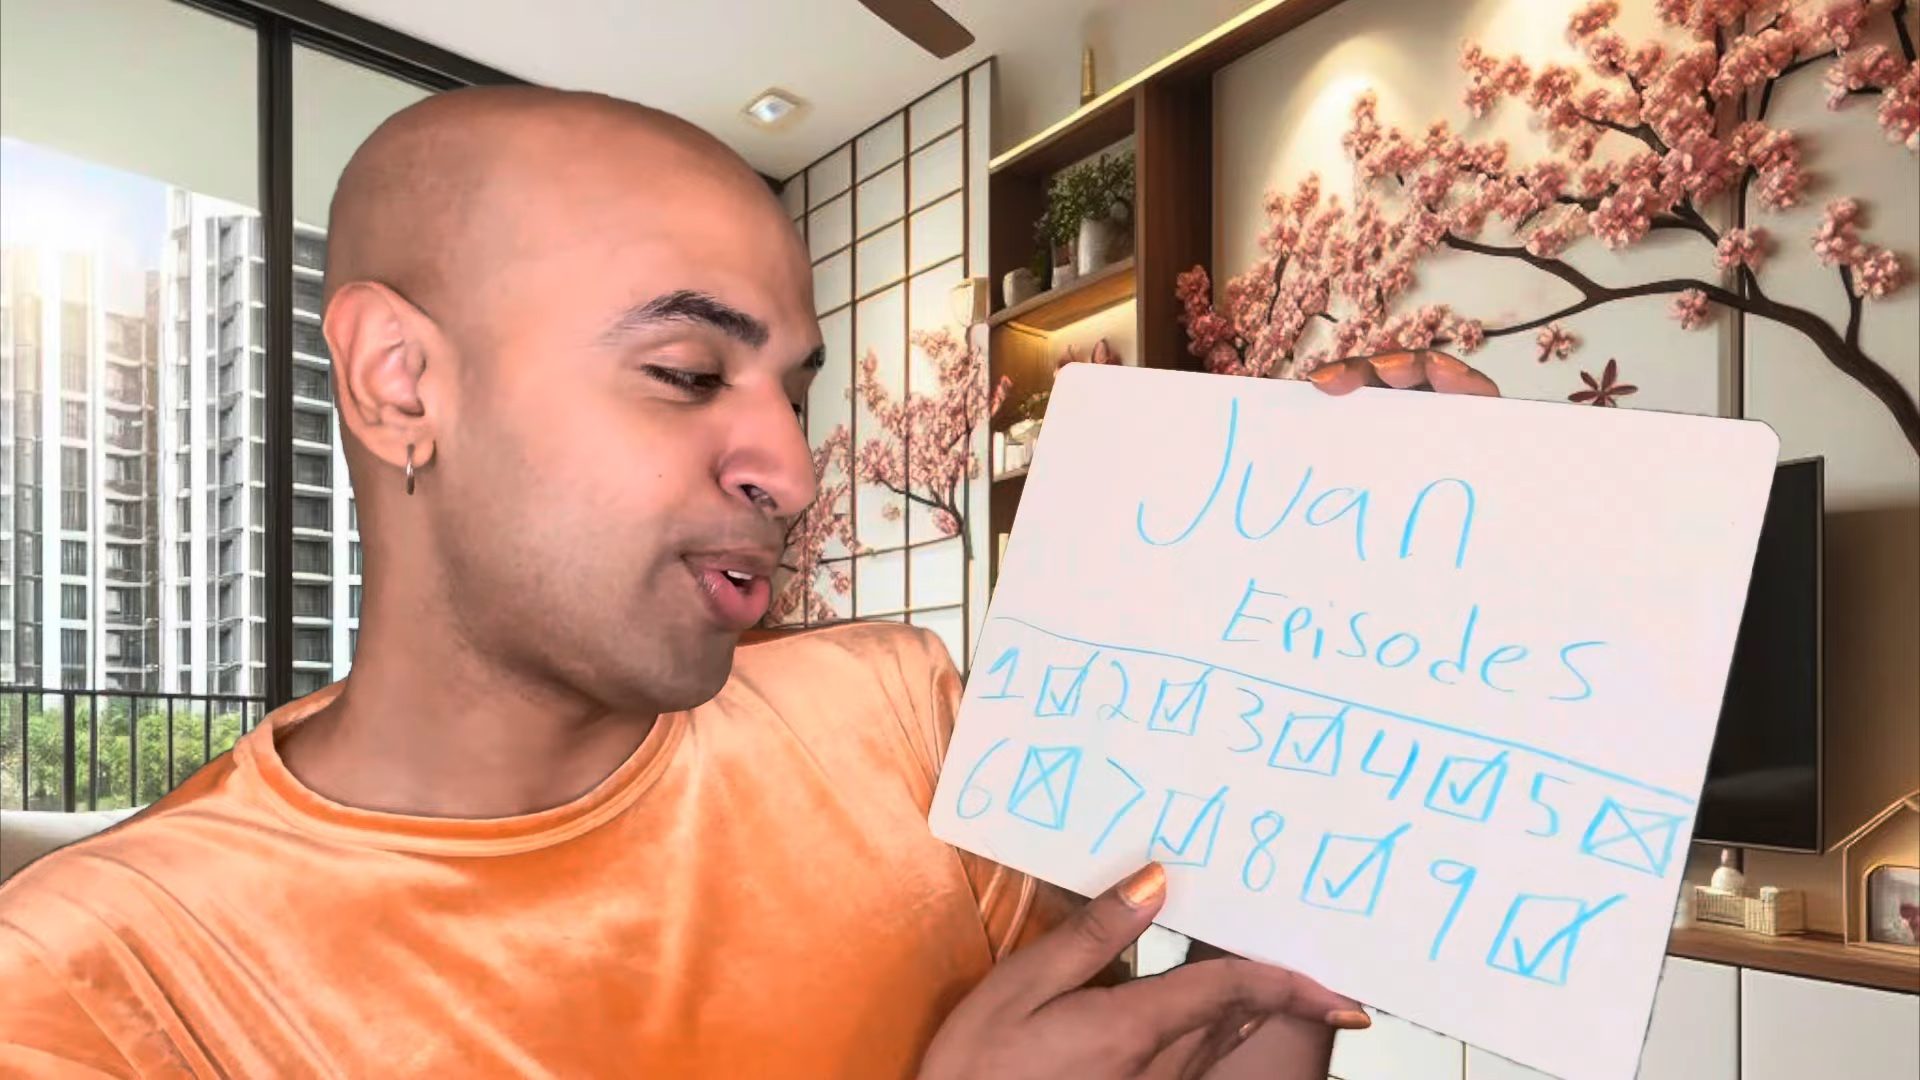 Juan
Episodes
1 ☑ 2 ☑ 3 ☑ 4 ☑ 5 ☒
6 ☒ 7 ☑ 8 ☑ 9 ☑